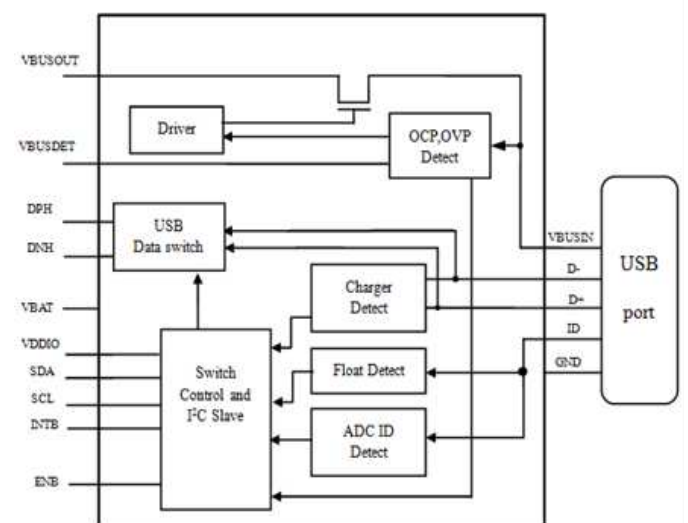 VBUSOUT
VBUSDET
DPH
DNH
VBAT
VDDIO
SDA
SCL
INTB
ENB
Driver
OCP,OVP
Detect
USB
Data switch
Charger
Detect
Float Detect
ADC ID
Detect
Switch
Control and
I²C Slave
VBUSIN
D-
D+
ID
GND
USB
port